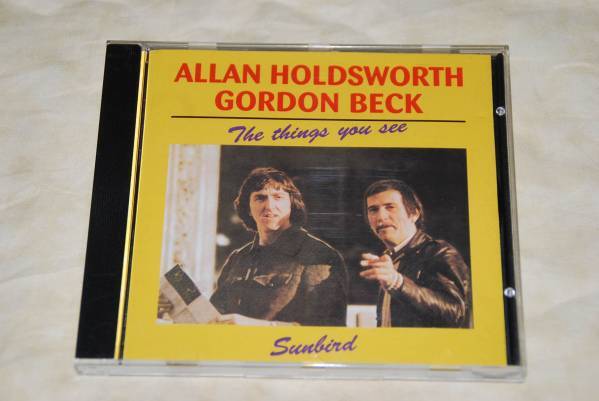 ALLAN HOLDSWORTH
GORDON BECK
The things you see
Sunbird